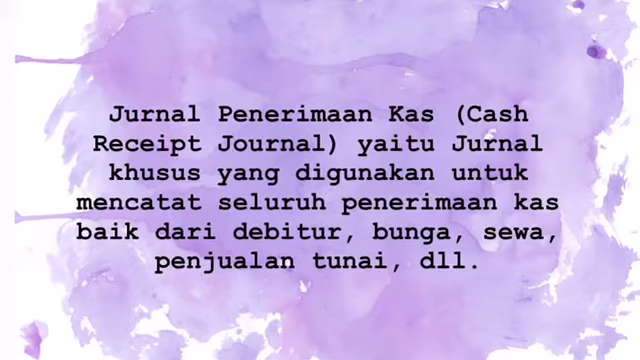 Jurnal Penerimaan Kas (Cash
Receipt Journal) yaitu Jurnal
khusus yang digunakan untuk
mencatat seluruh penerimaan kas
baik dari debitur, bunga, sewa,
penjualan tunai, dll.